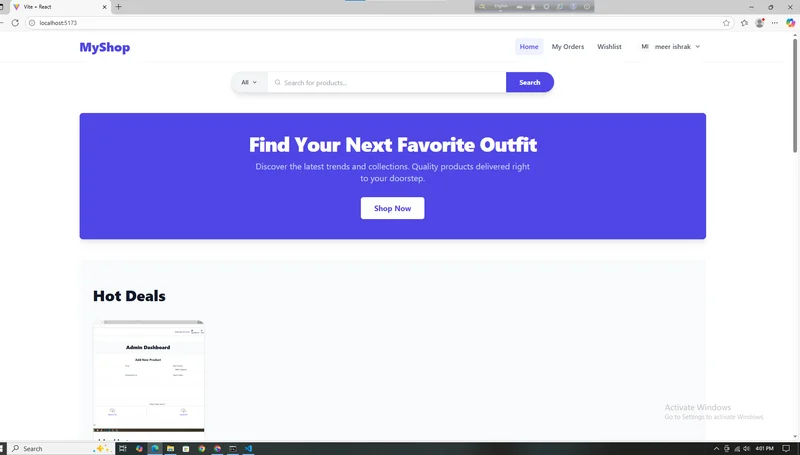 Vite + React
English
localhost:5173
MyShop
Home
My Orders
Wishlist
MI
meer ishrak
All
Search for products...
Search
Find Your Next Favorite Outfit
Discover the latest trends and collections. Quality products delivered right
to your doorstep.
Shop Now
Hot Deals
Admin Dashboard
Add New Product
Activate Windows
Go to Settings to activate Windows.
Search
4:01 PM